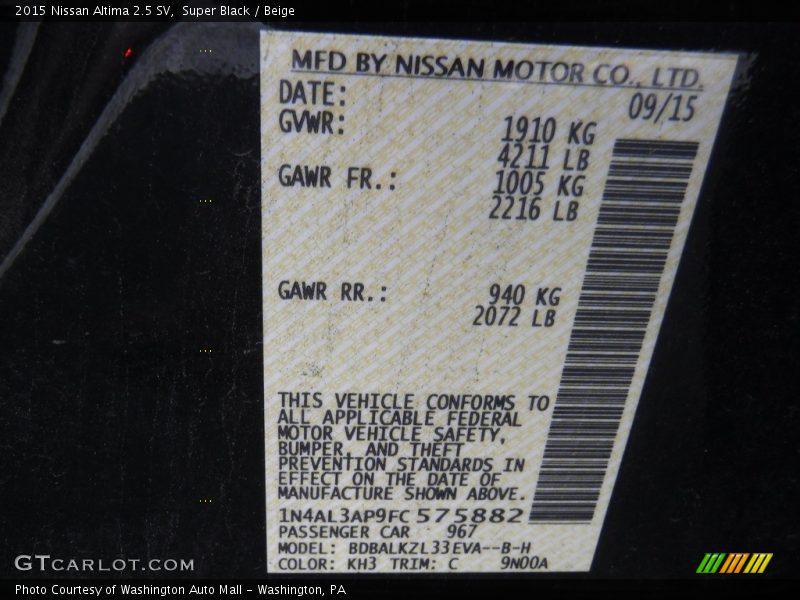 2015 Nissan Altima 2.5 SV, Super Black / Beige
MFD BY NISSAN MOTOR CO., LTD.
DATE: 09/15
GVWR: 1910 KG
4211 LB
GAWR FR.: 1005 KG
2216 LB
GAWR RR.: 940 KG
2072 LB
THIS VEHICLE CONFORMS TO
ALL APPLICABLE FEDERAL
MOTOR VEHICLE SAFETY,
BUMPER, AND THEFT
PREVENTION STANDARDS IN
EFFECT ON THE DATE OF
MANUFACTURE SHOWN ABOVE.
1N4AL3AP9FC575882
PASSENGER CAR 967
MODEL: BDBALKZL33EVA--B-H
COLOR: KH3 TRIM: C 9N00A
GTCARLOT.COM
Photo Courtesy of Washington Auto Mall - Washington, PA